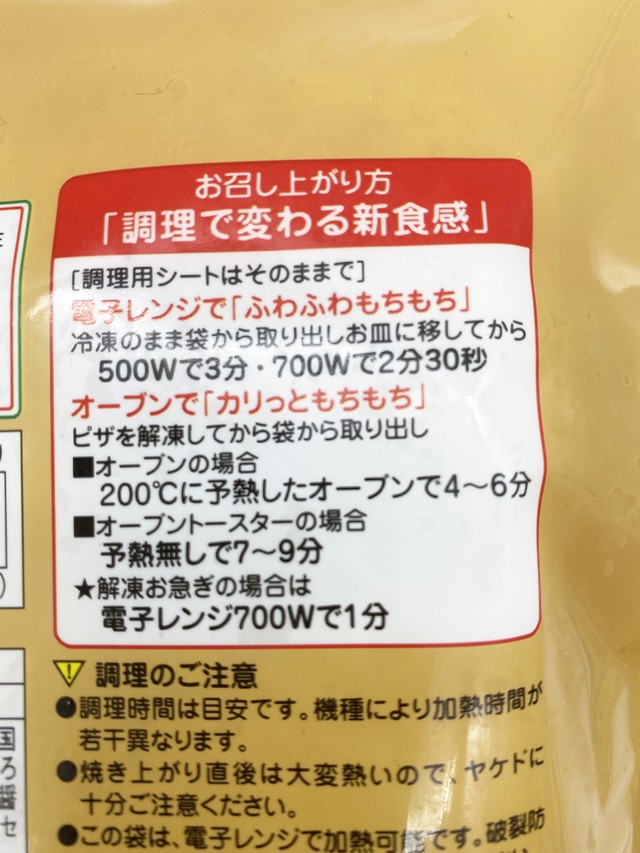 お召し上がり方
「調理で変わる新食感」
[調理用シートはそのままで]
電子レンジで「ふわふわもちもち」
冷凍のまま袋から取り出しお皿に移してから
500Wで3分・700Wで2分30秒
オーブンで「カリっともちもち」
ピザを解凍してから袋から取り出し
■オーブンの場合
200℃に予熱したオーブンで4〜6分
■オーブントースターの場合
予熱無しで7〜9分
★解凍お急ぎの場合は
電子レンジ700Wで1分
調理のご注意
●調理時間は目安です。機種により加熱時間が
若干異なります。
●焼き上がり直後は大変熱いので、ヤケドに
十分ご注意ください。
●この袋は、電子レンジで加熱可能です。破裂防
国
ろ
醤
セ